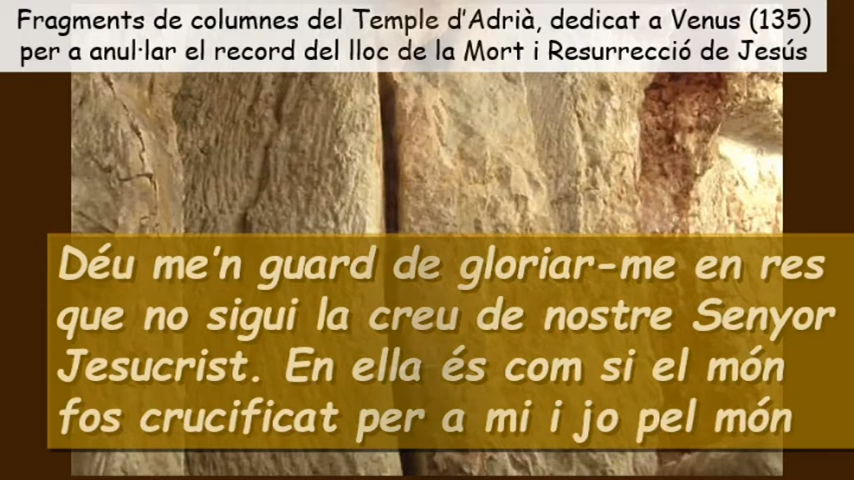 Fragments de columnes del Temple d'Adrià, dedicat a Venus (135)
per a anul·lar el record del lloc de la Mort i Resurrecció de Jesús
Déu me'n guard de gloriar-me en res
que no sigui la creu de nostre Senyor
Jesucrist. En ella és com si el món
fos crucificat per a mi i jo pel món